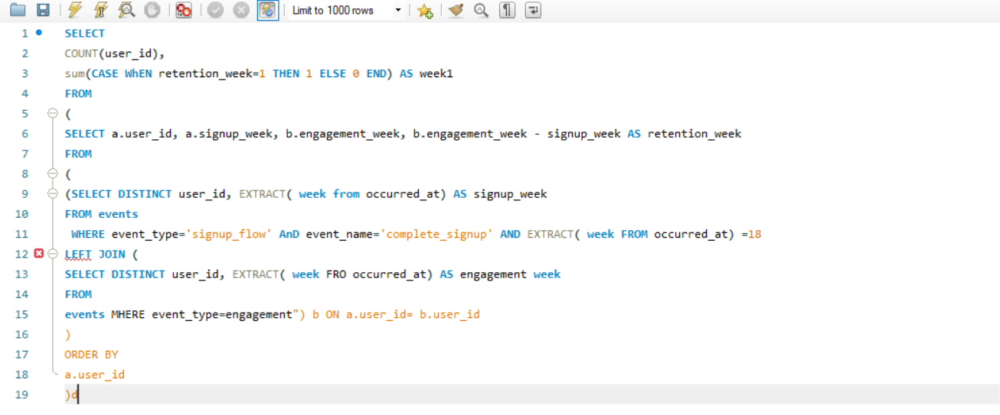 Limit to 1000 rows
1 SELECT
2 COUNT(user_id),
3 sum(CASE WhEN retention_week=1 THEN 1 ELSE 0 END) AS week1
4 FROM
5 (
6 SELECT a.user_id, a.signup_week, b.engagement_week, b.engagement_week - signup_week AS retention_week
7 FROM
8 (
9 (SELECT DISTINCT user_id, EXTRACT( week from occurred_at) AS signup_week
10 FROM events
11 WHERE event_type='signup_flow' AnD event_name='complete_signup' AND EXTRACT( week FROM occurred_at) =18
12 LEFT JOIN (
13 SELECT DISTINCT user_id, EXTRACT( week FRO occurred_at) AS engagement week
14 FROM
15 events MHERE event_type=engagement") b ON a.user_id= b.user_id
16 )
17 ORDER BY
18 a.user_id
19 )d